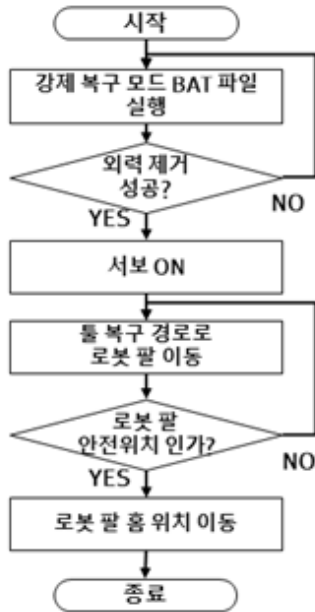 시작
강제 복구 모드 BAT 파일
실행
외력 제거
성공?
NO
YES
서보 ON
툴 복구 경로로
로봇 팔 이동
로봇 팔
안전위치 인가?
NO
YES
로봇 팔 홈 위치 이동
종료